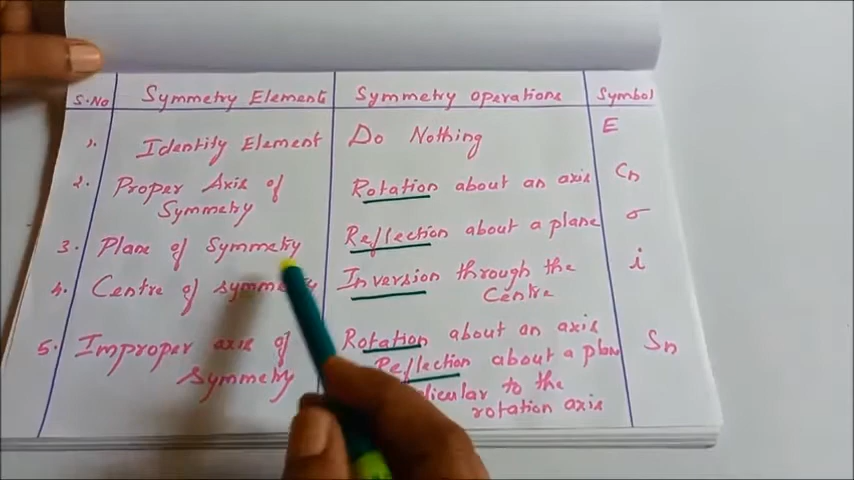 S.No Symmetry Element Symmetry operations Symbol
1. Identity Element Do Nothing E
2. Proper Axis of Rotation about an axis Cn
Symmetry
3. Plane of Symmetry Reflection about a plane σ
4. Centre of Inversion through the i
Centre
5. Improper axis of Rotation about an axis Sn
Symmetry Reflection about a plane
to the
rotation axis